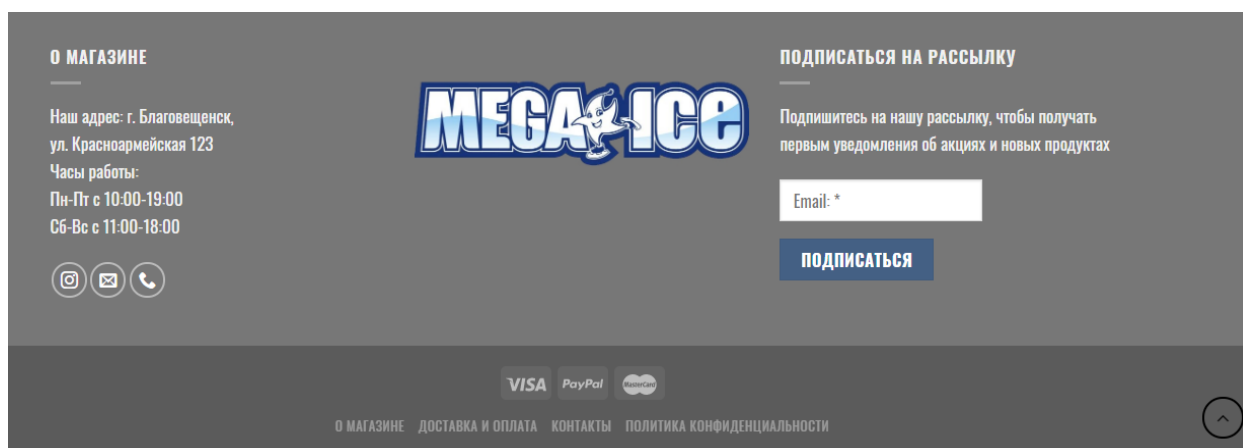 О МАГАЗИНЕ
Наш адрес: г. Благовещенск,
ул. Красноармейская 123
Часы работы:
Пн-Пт с 10:00-19:00
Сб-Вс с 11:00-18:00
MEGA ICE
ПОДПИСАТЬСЯ НА РАССЫЛКУ
Подпишитесь на нашу рассылку, чтобы получать
первым уведомления об акциях и новых продуктах
Email: *
ПОДПИСАТЬСЯ
VISA PayPal MasterCard
О МАГАЗИНЕ ДОСТАВКА И ОПЛАТА КОНТАКТЫ ПОЛИТИКА КОНФИДЕНЦИАЛЬНОСТИ